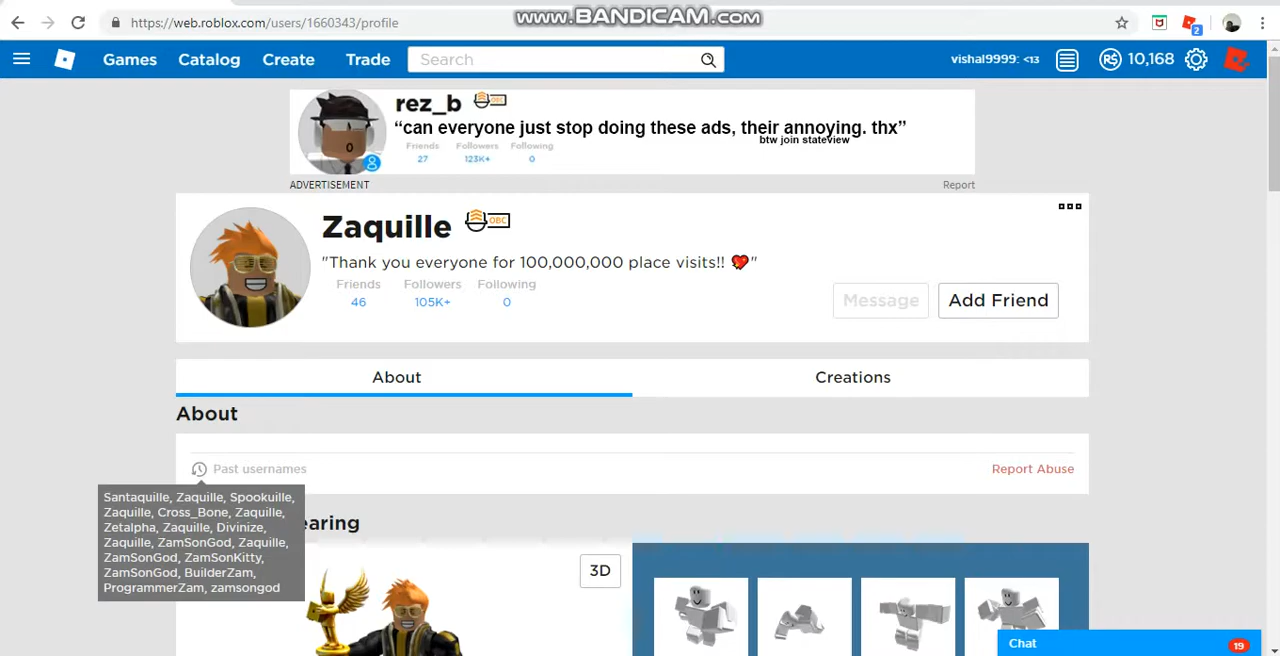 www.BANDICAM.com
https://web.roblox.com/users/1660343/profile
2
Games Catalog Create Trade Search vishal9999: <13 R$ 10,168
rez_b OBC
“can everyone just stop doing these ads, their annoying. thx”
btw join stateview
Friends Followers Following
27 123K+ 0
ADVERTISEMENT Report
Zaquille OBC
"Thank you everyone for 100,000,000 place visits!! 💘"
Friends Followers Following
46 105K+ 0
Message Add Friend
About Creations
About
Past usernames Report Abuse
Santaquille, Zaquille, Spookuille,
Zaquille, Cross_Bone, Zaquille,
Zetalpha, Zaquille, Divinize,
Zaquille, ZamSonGod, Zaquille,
ZamSonGod, ZamSonKitty,
ZamSonGod, BuilderZam,
ProgrammerZam, zamsongod
earing
3D
Chat 19